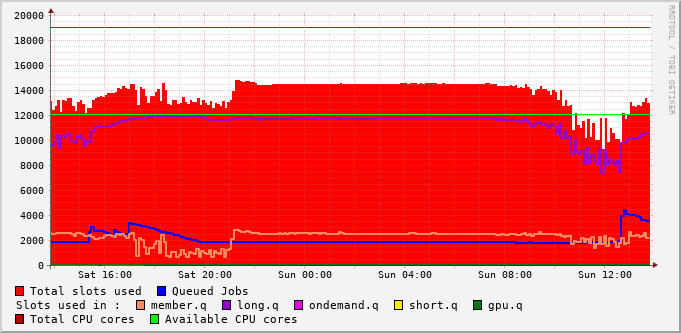 20000
18000
16000
14000
12000
10000
8000
6000
4000
2000
0
Sat 16:00 Sat 20:00 Sun 00:00 Sun 04:00 Sun 08:00 Sun 12:00
Total slots used Queued Jobs
Slots used in : member.q long.q ondemand.q short.q gpu.q
Total CPU cores Available CPU cores
RRDTOOL / TOBI OETIKER